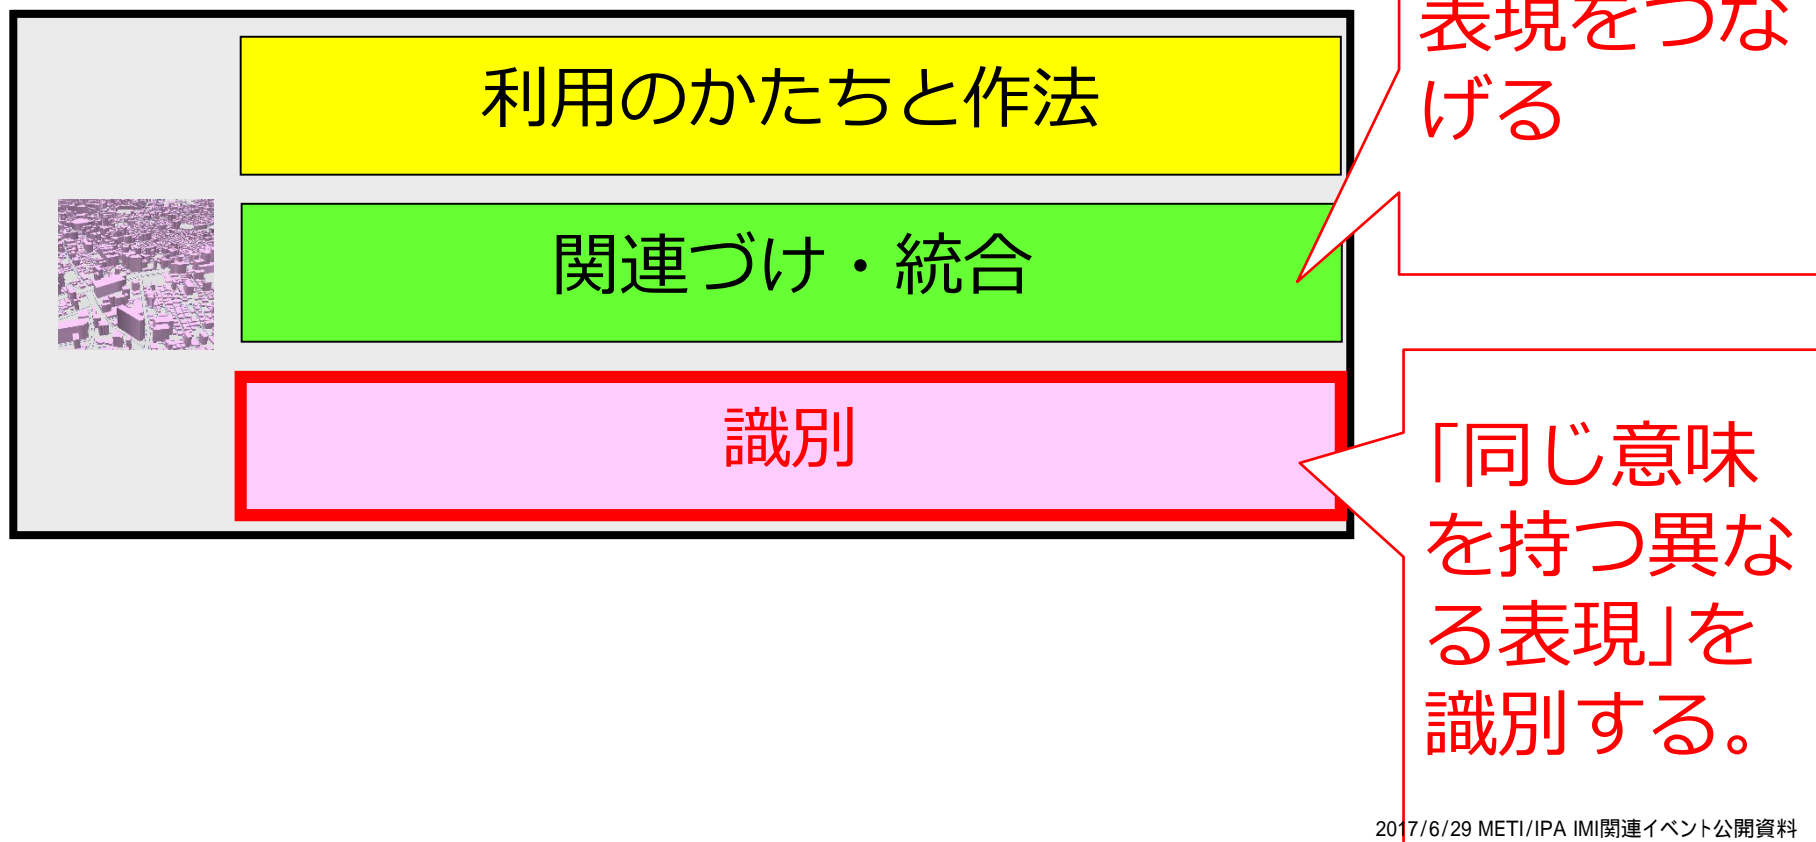 表現をつな
げる
利用のかたちと作法
関連づけ・統合
識別
「同じ意味
を持つ異な
る表現」を
識別する。
2017/6/29 METI/IPA IMI関連イベント公開資料